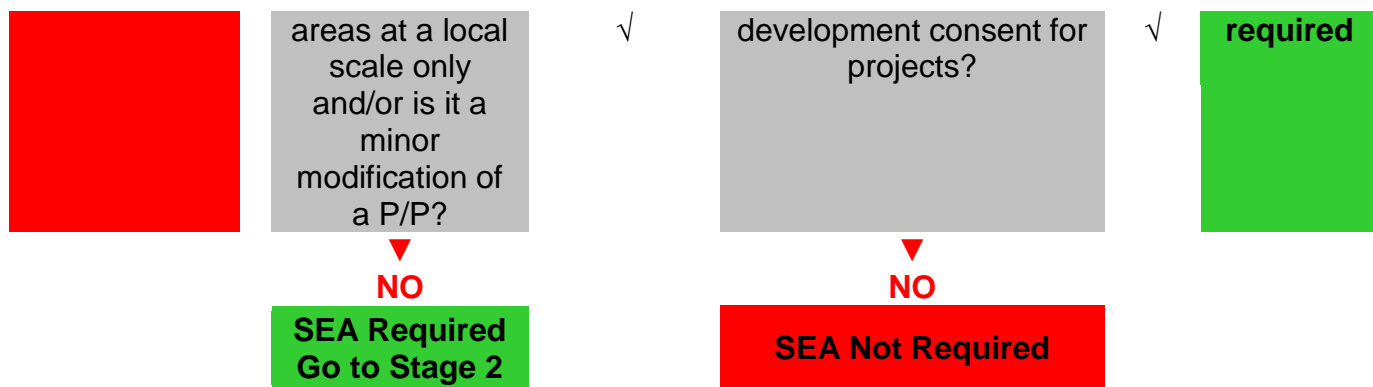 areas at a local
scale only
and/or is it a
minor
modification of
a P/P?
√
development consent for
projects?
√
required
▼
NO
▼
NO
SEA Required
Go to Stage 2
SEA Not Required